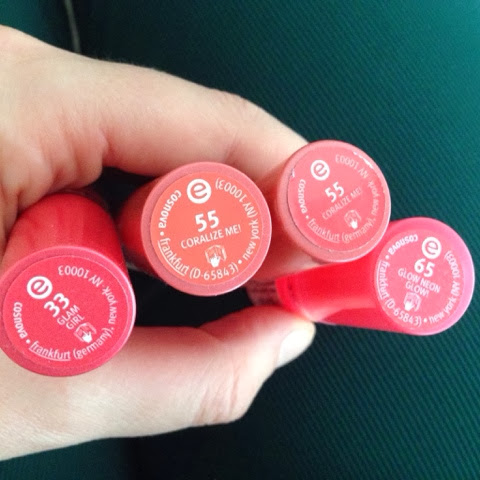 e
33
GLAM
GIRL
cosnova • frankfurt (germany), new york, NY 10003
e
55
CORALIZE ME!
cosnova • frankfurt (D-65843) • new york (NY 10003)
e
55
CORALIZE ME!
cosnova • frankfurt (germany), new york, NY 10003
e
65
GLOW NEON
GLOW!
cosnova • frankfurt (D-65843) • new york (NY 10003)